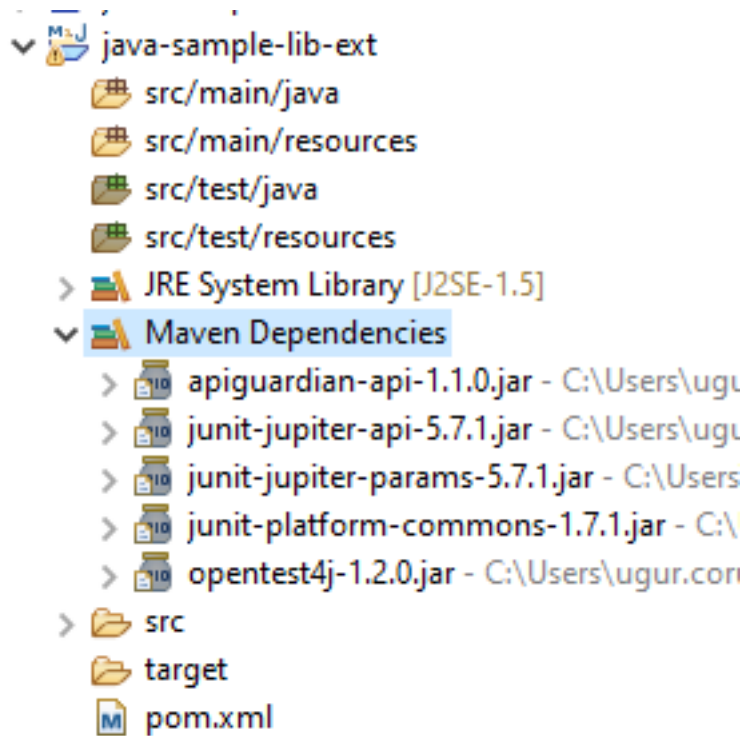 java-sample-lib-ext
src/main/java
src/main/resources
src/test/java
src/test/resources
JRE System Library [J2SE-1.5]
Maven Dependencies
apiguardian-api-1.1.0.jar - C:\Users\ugu
junit-jupiter-api-5.7.1.jar - C:\Users\ugu
junit-jupiter-params-5.7.1.jar - C:\Users
junit-platform-commons-1.7.1.jar - C:\
opentest4j-1.2.0.jar - C:\Users\ugur.coru
src
target
pom.xml